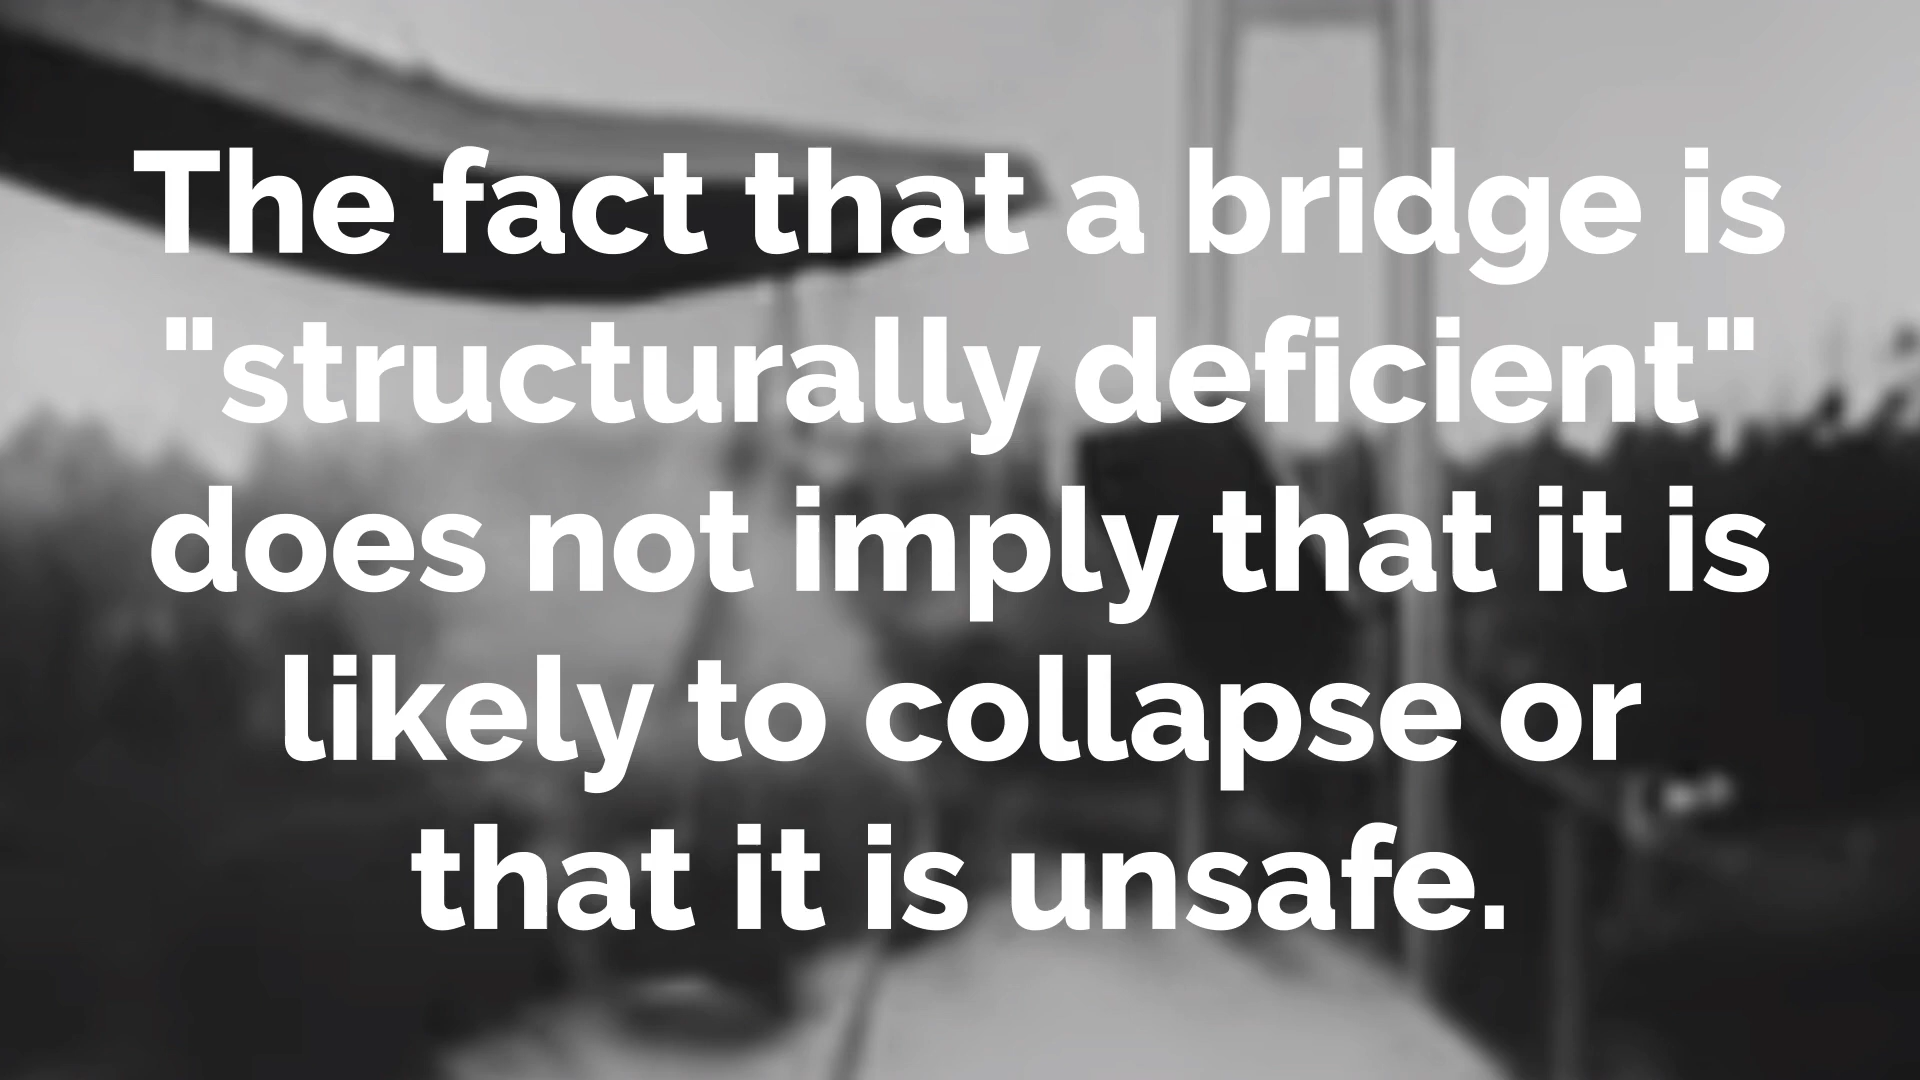 The fact that a bridge is
"structurally deficient"
does not imply that it is
likely to collapse or
that it is unsafe.